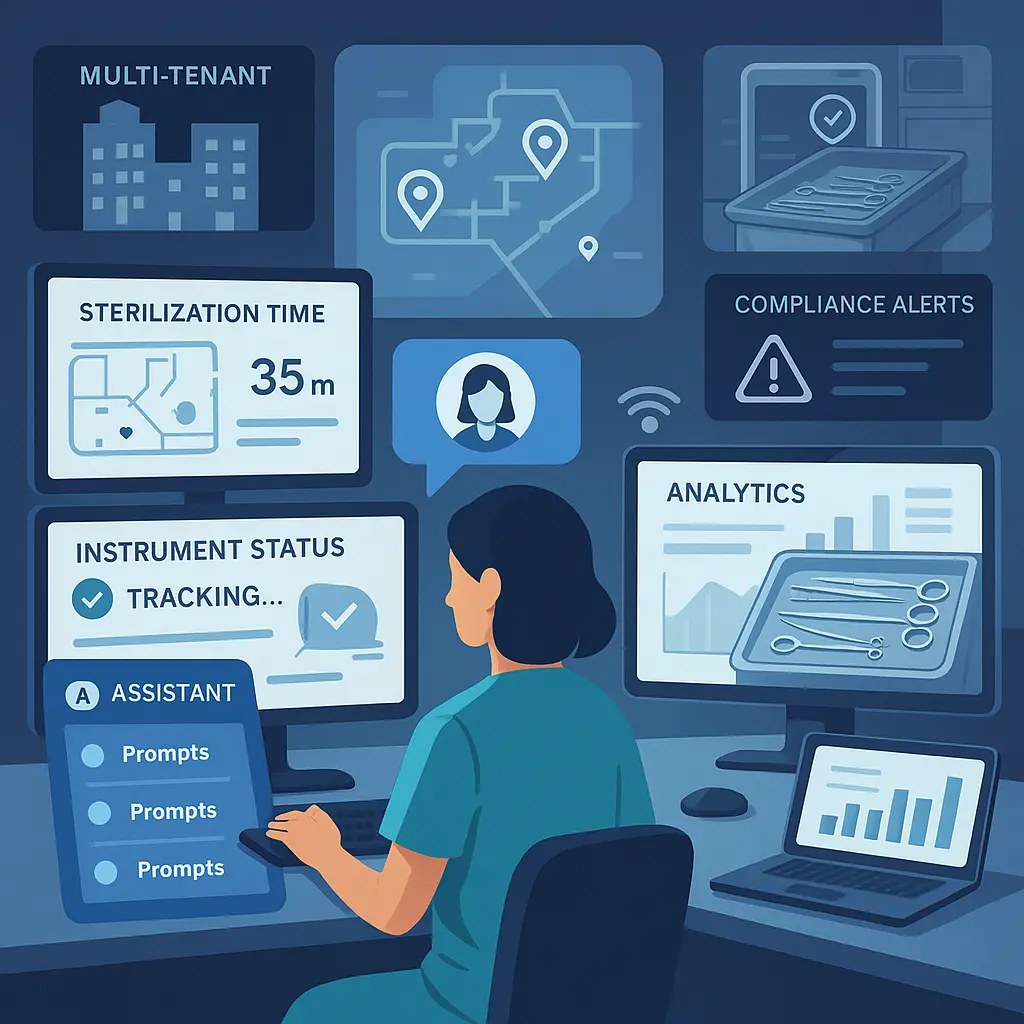 MULTI-TENANT
STERILIZATION TIME
35 m
COMPLIANCE ALERTS
INSTRUMENT STATUS
TRACKING...
ANALYTICS
A ASSISTANT
Prompts
Prompts
Prompts